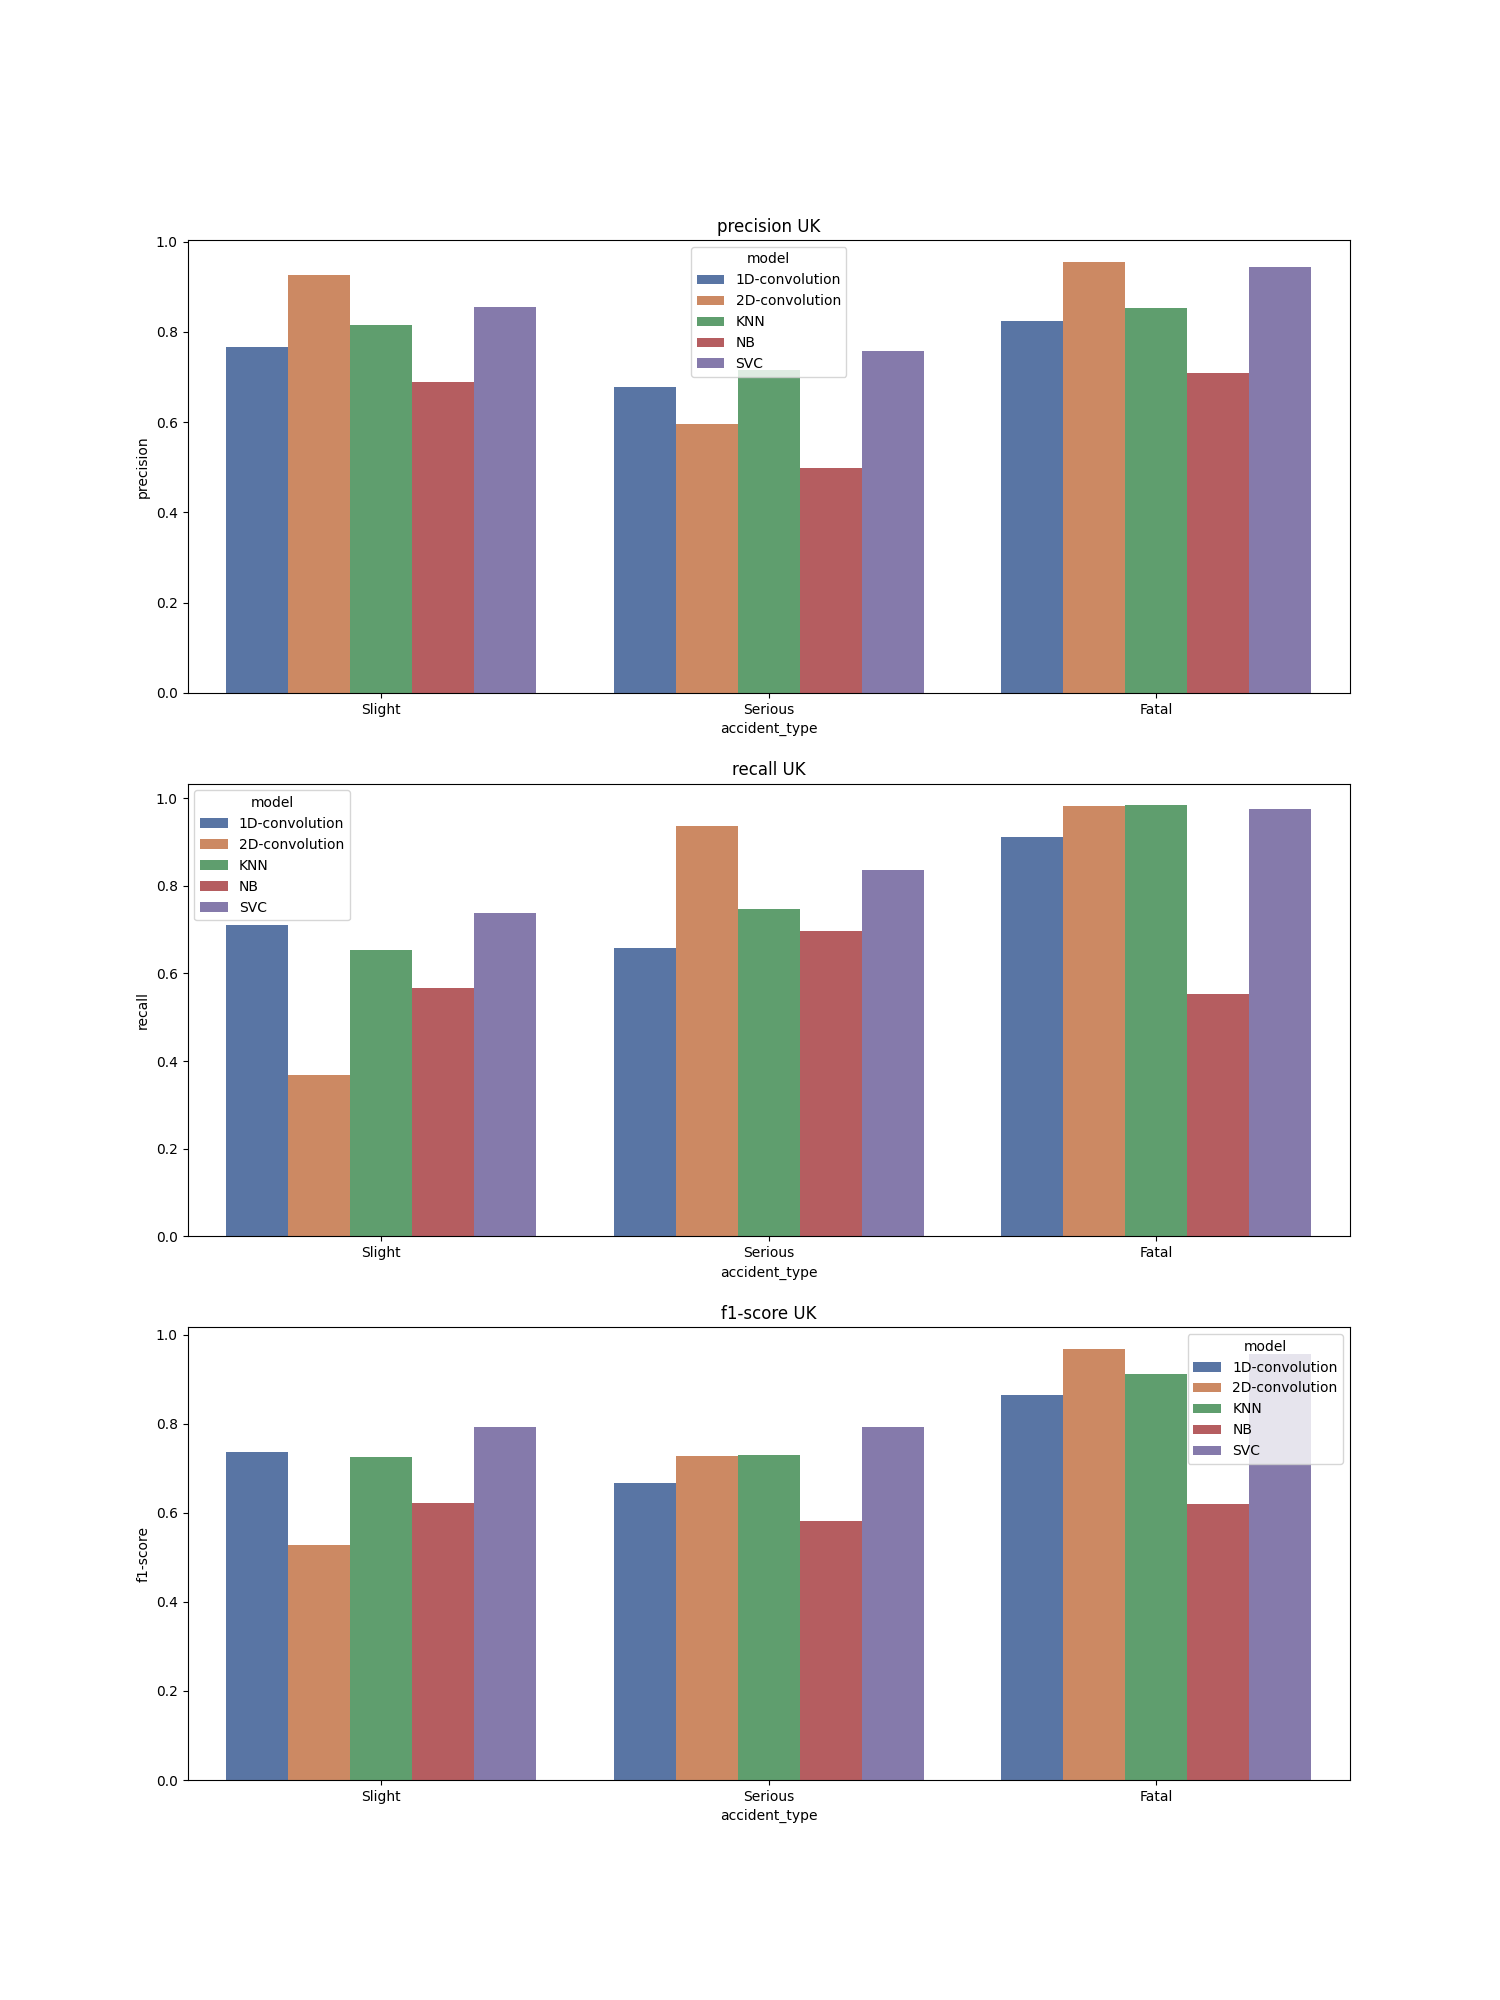 precision UK
model
1D-convolution
2D-convolution
KNN
NB
SVC
1.0
0.8
0.6
0.4
0.2
0.0
precision
Slight
Serious
Fatal
accident_type
recall UK
model
1D-convolution
2D-convolution
KNN
NB
SVC
1.0
0.8
0.6
0.4
0.2
0.0
recall
Slight
Serious
Fatal
accident_type
f1-score UK
model
1D-convolution
2D-convolution
KNN
NB
SVC
1.0
0.8
0.6
0.4
0.2
0.0
f1-score
Slight
Serious
Fatal
accident_type